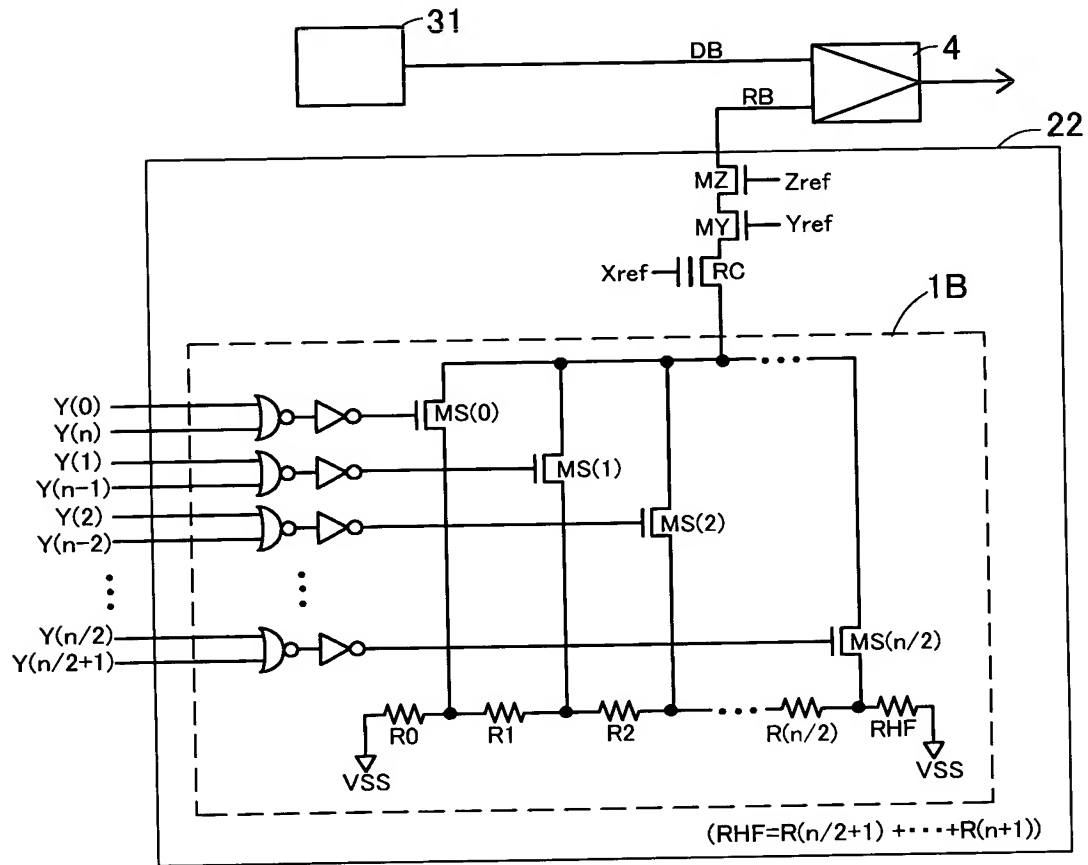 31
4
DB
RB
22
MZ
Zref
MY
Yref
Xref
RC
1B
Y(0)
Y(n)
MS(0)
Y(1)
Y(n-1)
MS(1)
Y(2)
Y(n-2)
MS(2)
Y(n/2)
Y(n/2+1)
MS(n/2)
R0
R1
R2
R(n/2)
RHF
VSS
VSS
(RHF=R(n/2+1) +•••+R(n+1))